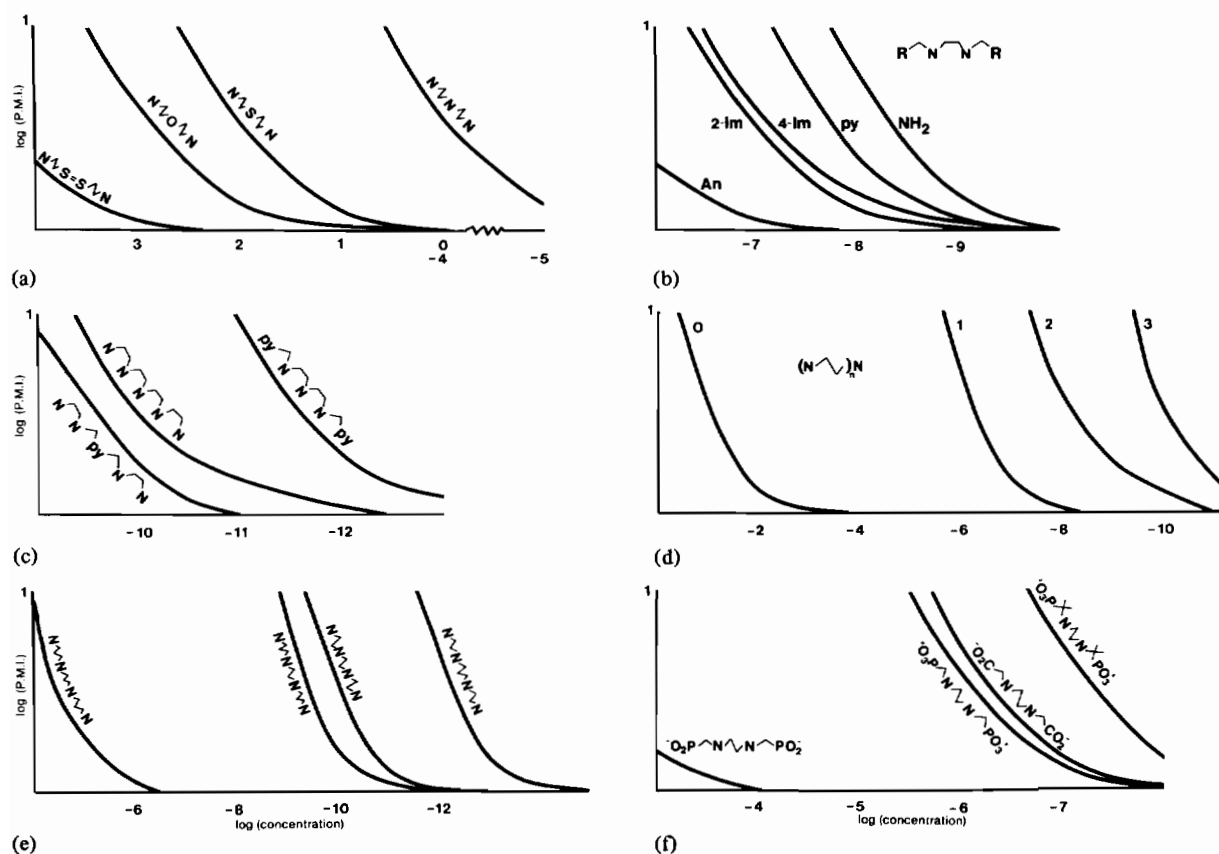 1
log (P.M.I.)
N S=S N
N O N
N S N
N N N
3 2 1 0
-4 -5
(a)
1
R N N R
2-Im 4-Im py NH₂
An
-7 -8 -9
(b)
1
log (P.M.I.)
N N N N N
N N py N N
py N N N py
-10 -11 -12
(c)
1
0 1 2 3
(N )ₙN
-2 -4 -6 -8 -10
(d)
1
log (P.M.I.)
N N N N
N N N N N
N N N N N
N N N N
-6 -8 -10 -12
log (concentration)
(e)
1
⁻O₂P N N PO₂⁻
⁻O₃P N N PO₃⁻
⁻O₂C N N CO₂⁻
⁻O₃P N N PO₃⁻
-4 -5 -6 -7
log (concentration)
(f)